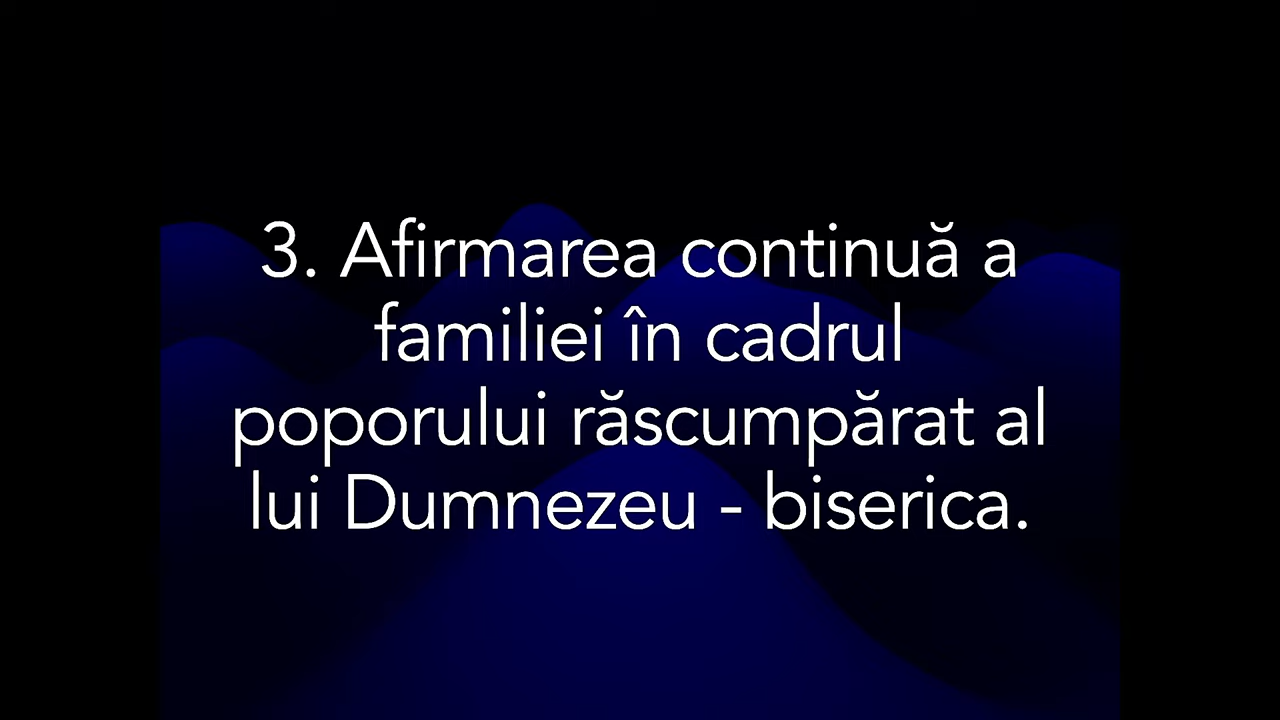 3. Afirmarea continuă a
familiei în cadrul
poporului răscumpărat al
lui Dumnezeu - biserica.